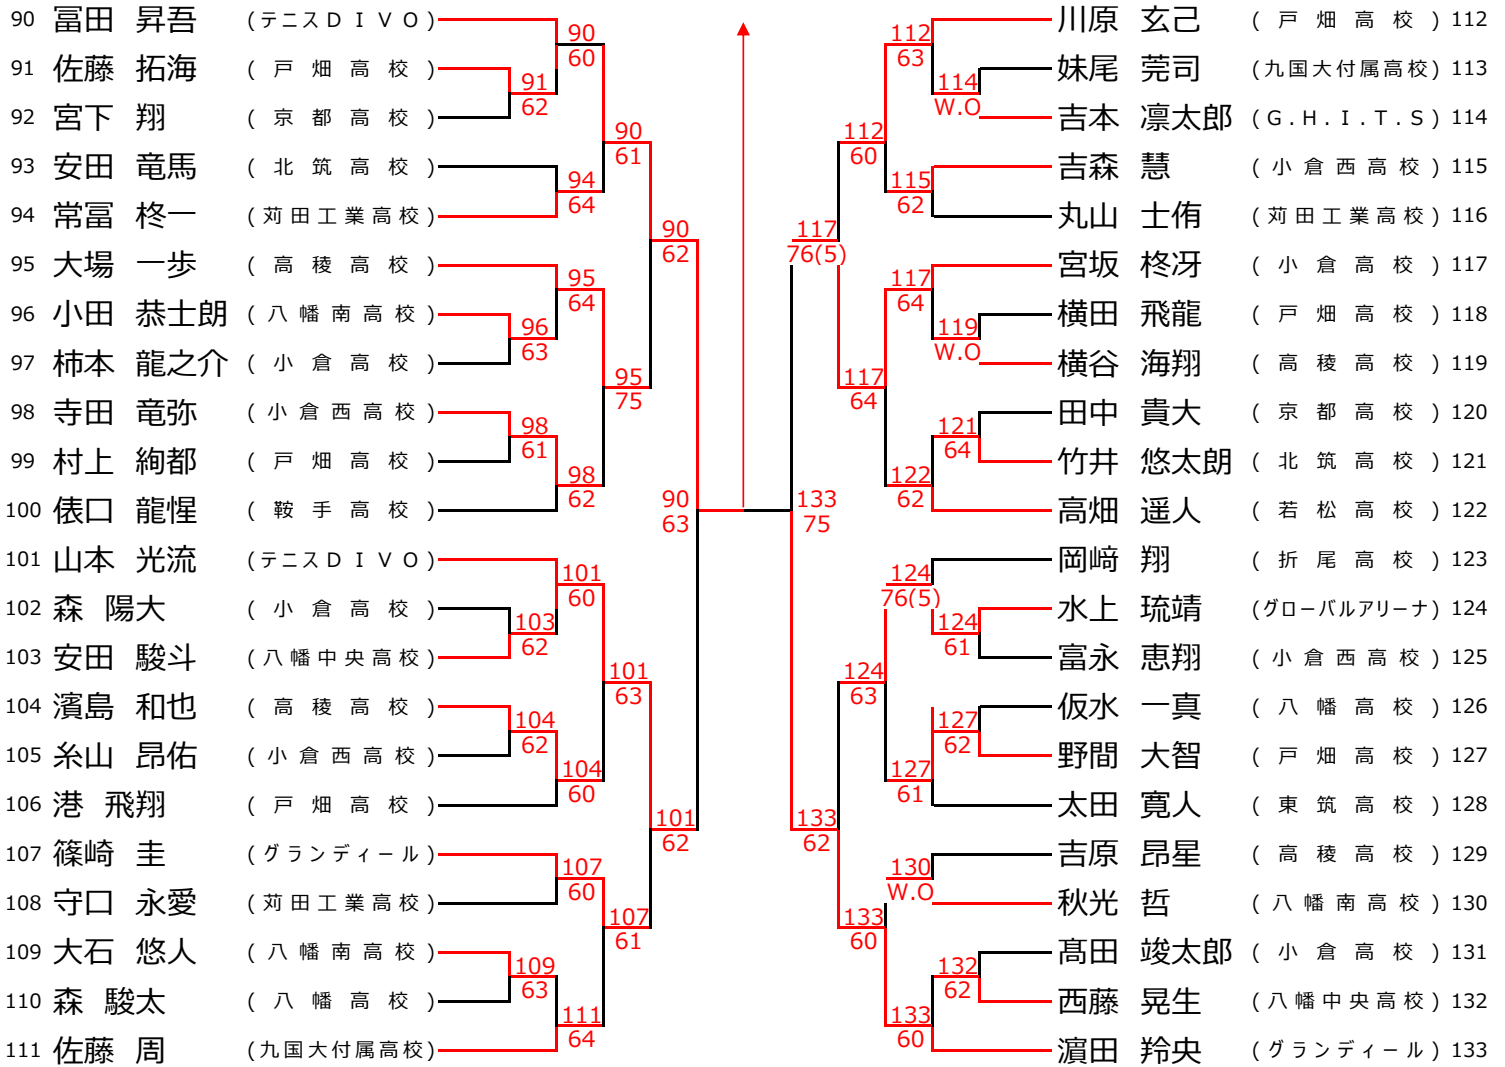 90 冨田 昇吾 (テニスＤＩＶＯ)
91 佐藤 拓海 (戸畑高校)
92 宮下 翔 (京都高校)
93 安田 竜馬 (北筑高校)
94 常冨 柊一 (苅田工業高校)
95 大場 一歩 (高稜高校)
96 小田 恭士朗 (八幡南高校)
97 柿本 龍之介 (小倉高校)
98 寺田 竜弥 (小倉西高校)
99 村上 絢都 (戸畑高校)
100 俵口 龍惺 (鞍手高校)
101 山本 光流 (テニスＤＩＶＯ)
102 森 陽大 (小倉高校)
103 安田 駿斗 (八幡中央高校)
104 濱島 和也 (高稜高校)
105 糸山 昂佑 (小倉西高校)
106 港 飛翔 (戸畑高校)
107 篠崎 圭 (グランディール)
108 守口 永愛 (苅田工業高校)
109 大石 悠人 (八幡南高校)
110 森 駿太 (八幡高校)
111 佐藤 周 (九国大付属高校)
91
62
96
63
98
61
103
62
104
62
109
63
90
60
94
64
95
64
98
62
101
60
104
60
107
60
111
64
90
61
95
75
101
63
107
61
90
62
101
62
90
63
133
75
117
76(5)
133
62
112
60
117
64
124
63
133
60
112
63
115
62
117
64
122
62
124
76(5)
127
61
130
W.O
133
60
114
W.O
119
W.O
121
64
124
61
127
62
132
62
川原 玄己 (戸畑高校) 112
妹尾 莞司 (九国大付属高校) 113
吉本 凛太郎 (G.H.I.T.S) 114
吉森 慧 (小倉西高校) 115
丸山 士侑 (苅田工業高校) 116
宮坂 柊冴 (小倉高校) 117
横田 飛龍 (戸畑高校) 118
横谷 海翔 (高稜高校) 119
田中 貴大 (京都高校) 120
竹井 悠太朗 (北筑高校) 121
高畑 遥人 (若松高校) 122
岡﨑 翔 (折尾高校) 123
水上 琉靖 (グローバルアリーナ) 124
富永 恵翔 (小倉西高校) 125
仮水 一真 (八幡高校) 126
野間 大智 (戸畑高校) 127
太田 寛人 (東筑高校) 128
吉原 昂星 (高稜高校) 129
秋光 哲 (八幡南高校) 130
髙田 竣太郎 (小倉高校) 131
西藤 晃生 (八幡中央高校) 132
濵田 羚央 (グランディール) 133